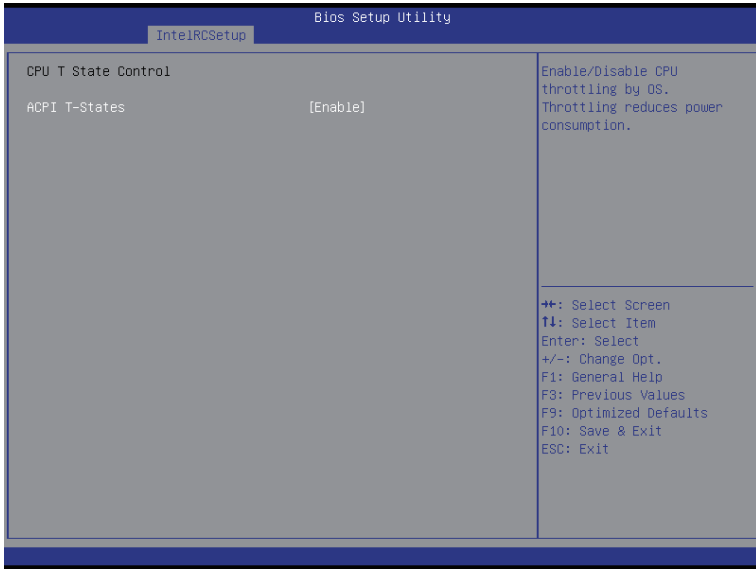 Bios Setup Utility
IntelRCSetup
CPU T State Control
ACPI T-States [Enable]
Enable/Disable CPU
throttling by OS.
Throttling reduces power
consumption.
→←: Select Screen
↑↓: Select Item
Enter: Select
+/-: Change Opt.
F1: General Help
F3: Previous Values
F9: Optimized Defaults
F10: Save & Exit
ESC: Exit